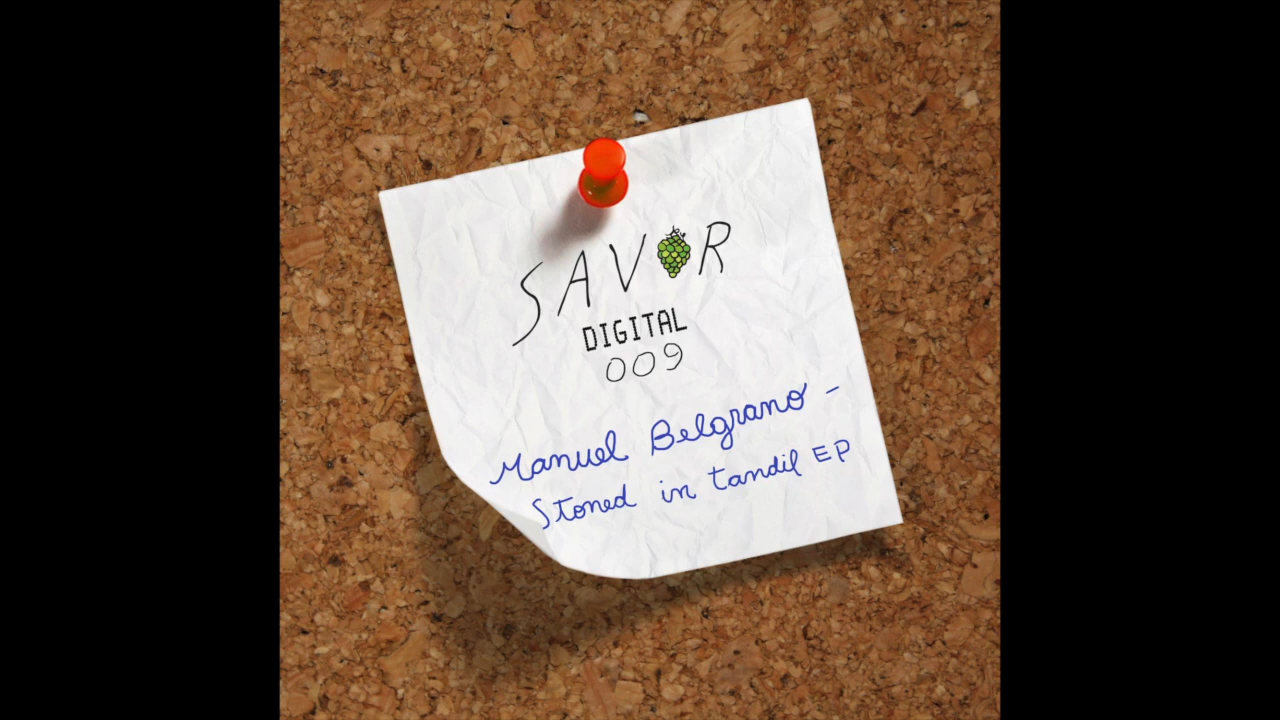 SAVOR
DIGITAL
009
Manuel Belgrano -
Stoned in tandil EP